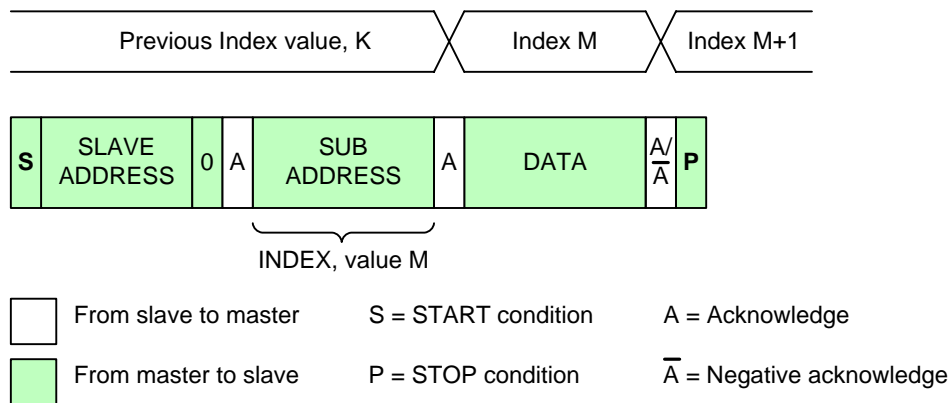 Previous Index value, K Index M Index M+1
S SLAVE ADDRESS 0 A SUB ADDRESS A DATA A/A̅ P
INDEX, value M
From slave to master S = START condition A = Acknowledge
From master to slave P = STOP condition A̅ = Negative acknowledge